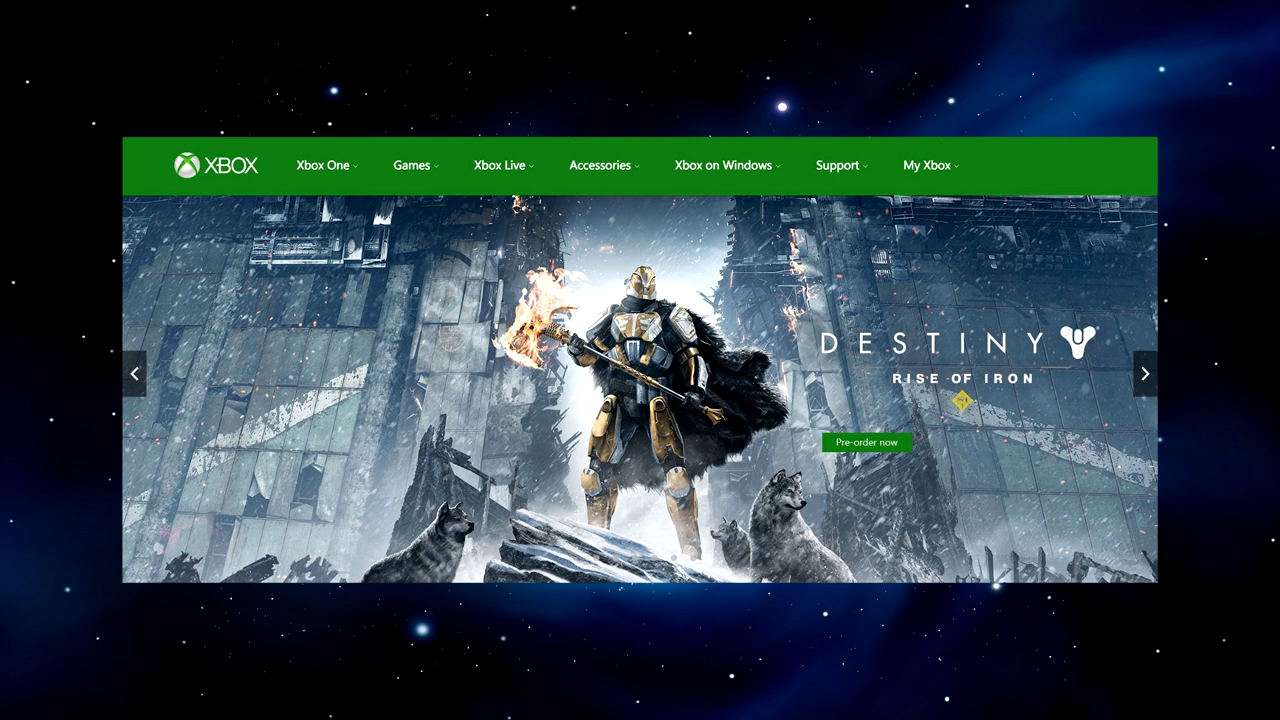 XBOX Xbox One Games Xbox Live Accessories Xbox on Windows Support My Xbox
DESTINY
RISE OF IRON
Pre-order now